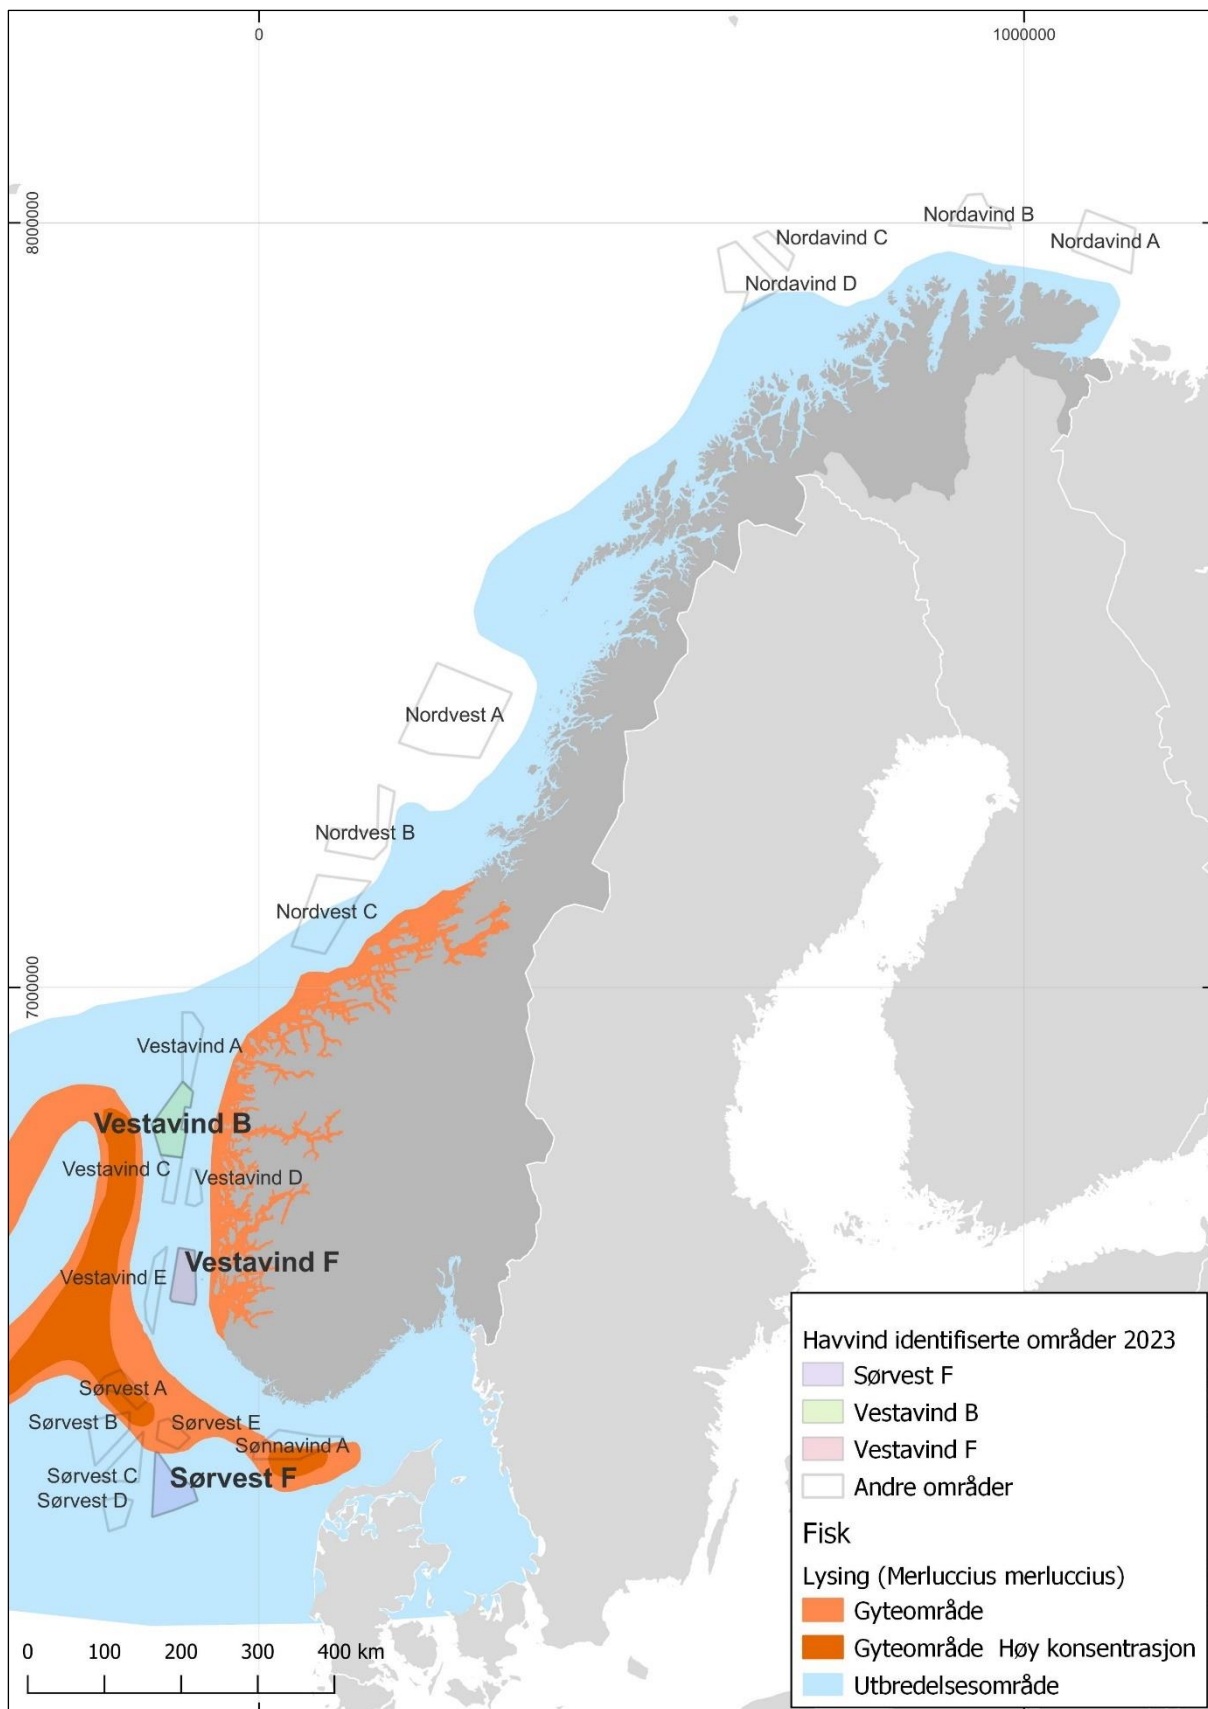 0
1000000
8000000
Nordavind B
Nordavind C
Nordavind A
Nordavind D
Nordvest A
Nordvest B
Nordvest C
7000000
Vestavind A
Vestavind B
Vestavind C
Vestavind D
Vestavind F
Vestavind E
Sørvest A
Sørvest B
Sørvest E
Sønnavind A
Sørvest C
Sørvest F
Sørvest D
0 100 200 300 400 km
Havvind identifiserte områder 2023
Sørvest F
Vestavind B
Vestavind F
Andre områder
Fisk
Lysing (Merluccius merluccius)
Gyteområde
Gyteområde Høy konsentrasjon
Utbredelsesområde